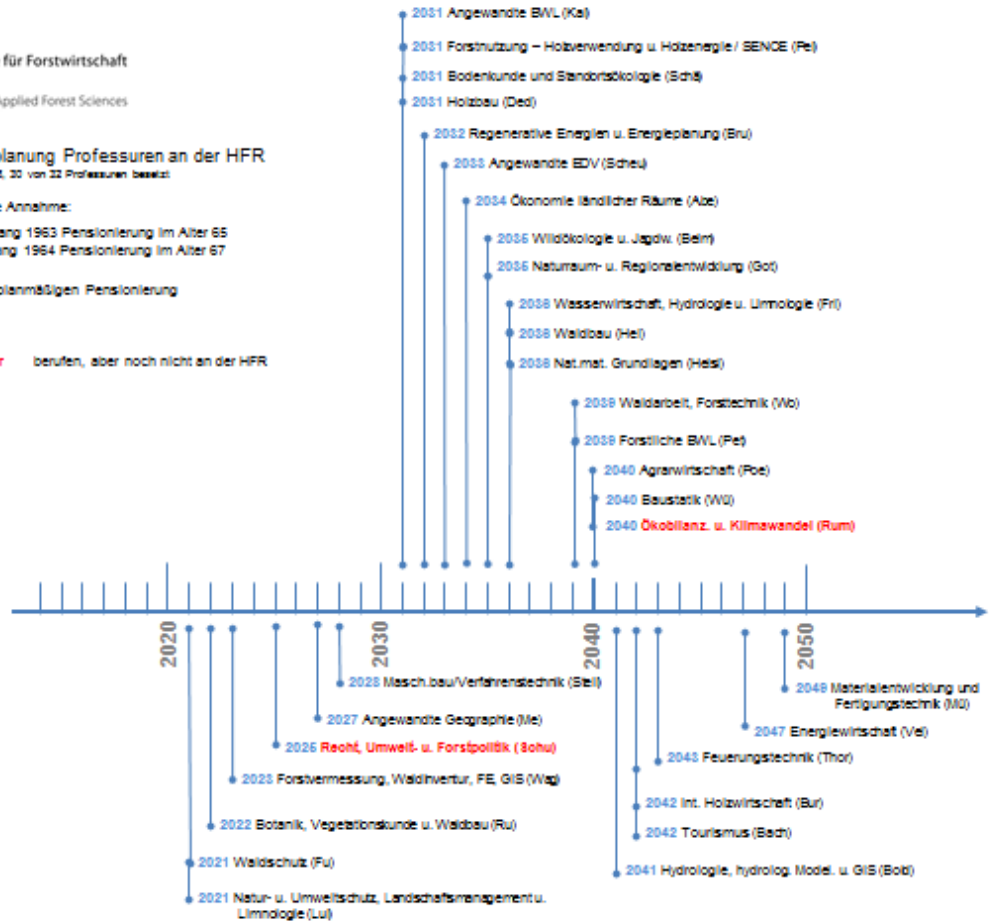 für Forstwirtschaft
Applied Forest Sciences
lanung Professuren an der HFR
30 von 32 Professuren besetzt
e Annahme:
ang 1963 Pensionierung im Alter 65
ng 1964 Pensionierung im Alter 67
planmäßigen Pensionierung
r berufen, aber noch nicht an der HFR
2031 Angewandte BWL (Kai)
2031 Forstnutzung – Holzverwendung u. Holzenergie / SENCE (Pel)
2031 Bodenkunde und Standortsökologie (Schä)
2031 Holzbau (Ded)
2032 Regenerative Energien u. Energieplanung (Bru)
2033 Angewandte EDV (Scheu)
2034 Ökonomie ländlicher Räume (Abe)
2035 Wildökologie u. Jagdw. (Beim)
2035 Naturraum- u. Regionalentwicklung (Got)
2036 Wasserwirtschaft, Hydrologie u. Limnologie (Fri)
2036 Waldbau (Hei)
2036 Nat.mat. Grundlagen (Heisi)
2039 Waldarbeit, Forsttechnik (Wo)
2039 Forstliche BWL (Pet)
2040 Agrarwirtschaft (Poe)
2040 Baustatik (Wü)
2040 Ökobilanz. u. Klimawandel (Rum)
2020
2030
2040
2050
2028 Masch.bau/Verfahrenstechnik (Stell)
2027 Angewandte Geographie (Me)
2025 Recht, Umwelt- u. Forstpolitik (Schu)
2023 Forstvermessung, Waldinvertur, FE, GIS (Wag)
2022 Botanik, Vegetationskunde u. Waldbau (Ru)
2021 Waldschutz (Fu)
2021 Natur- u. Umweltschutz, Landschaftsmanagement u.
Limnologie (Lui)
2049 Materialentwicklung und
Fertigungstechnik (Mü)
2047 Energiewirtschaft (Vei)
2043 Feuerungstechnik (Thor)
2042 Int. Holzwirtschaft (Bur)
2042 Tourismus (Bach)
2041 Hydrologie, hydrolog. Model. u. GIS (Bobl)